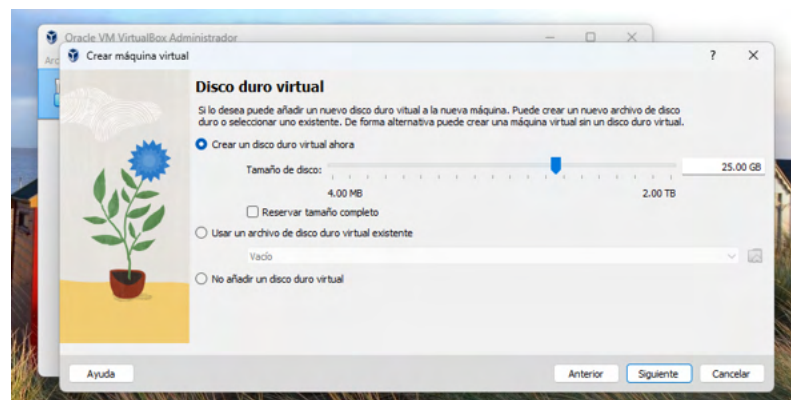 Oracle VM VirtualBox Administrador
Arc
Crear máquina virtual
?
Disco duro virtual
Si lo desea puede añadir un nuevo disco duro vitual a la nueva máquina. Puede crear un nuevo archivo de disco
duro o seleccionar uno existente. De forma alternativa puede crear una máquina virtual sin un disco duro virtual.
Crear un disco duro virtual ahora
Tamaño de disco: 25.00 GB
4.00 MB 2.00 TB
Reservar tamaño completo
Usar un archivo de disco duro virtual existente
Vacío
No añadir un disco duro virtual
Ayuda Anterior Siguiente Cancelar